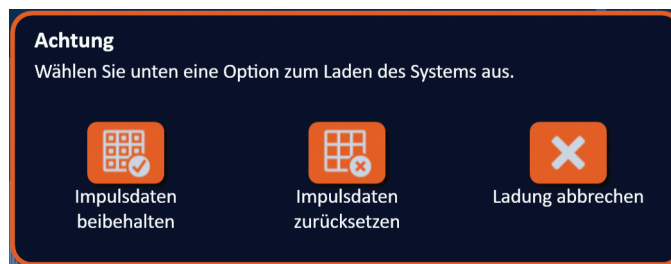 Achtung
Wählen Sie unten eine Option zum Laden des Systems aus.
Impulsdaten
beibehalten
Impulsdaten
zurücksetzen
Ladung abbrechen